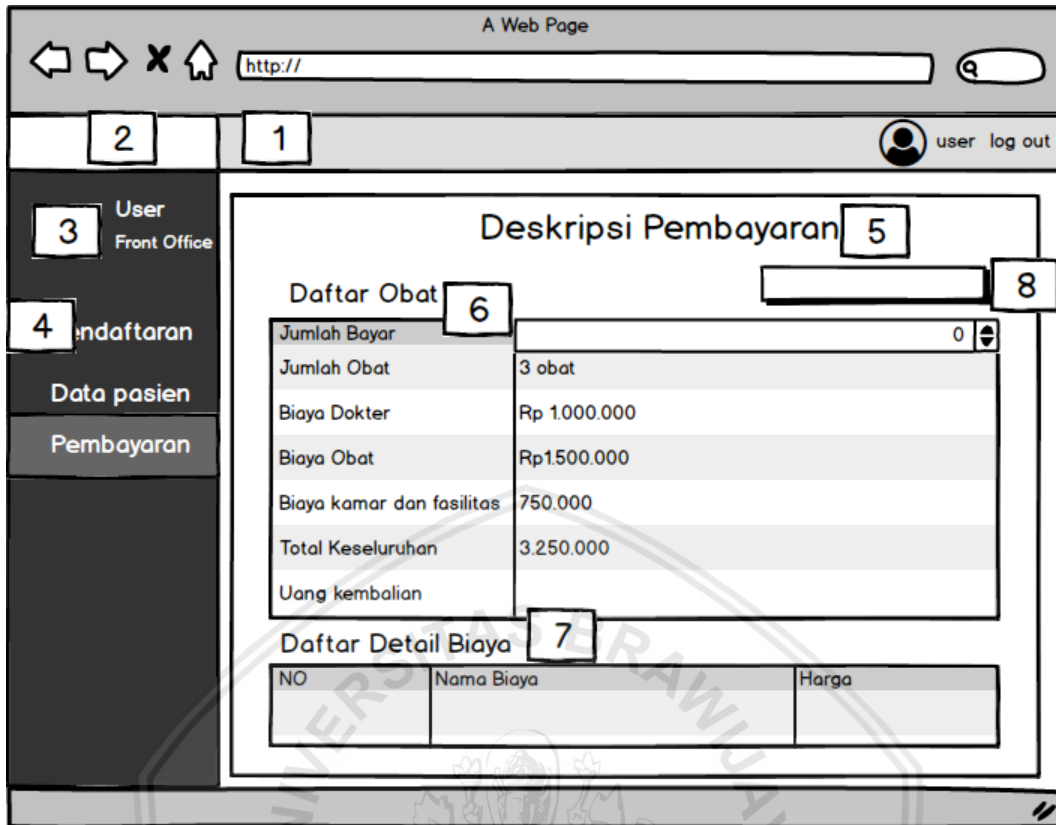 A Web Page
http://
2
1
user log out
3
User
Front Office
4
endaftaran
Data pasien
Pembayaran
Deskripsi Pembayaran
5
8
Daftar Obat
6
Jumlah Bayar 0
Jumlah Obat 3 obat
Biaya Dokter Rp 1.000.000
Biaya Obat Rp1.500.000
Biaya kamar dan fasilitas 750.000
Total Keseluruhan 3.250.000
Uang kembalian
Daftar Detail Biaya
7
NO Nama Biaya Harga